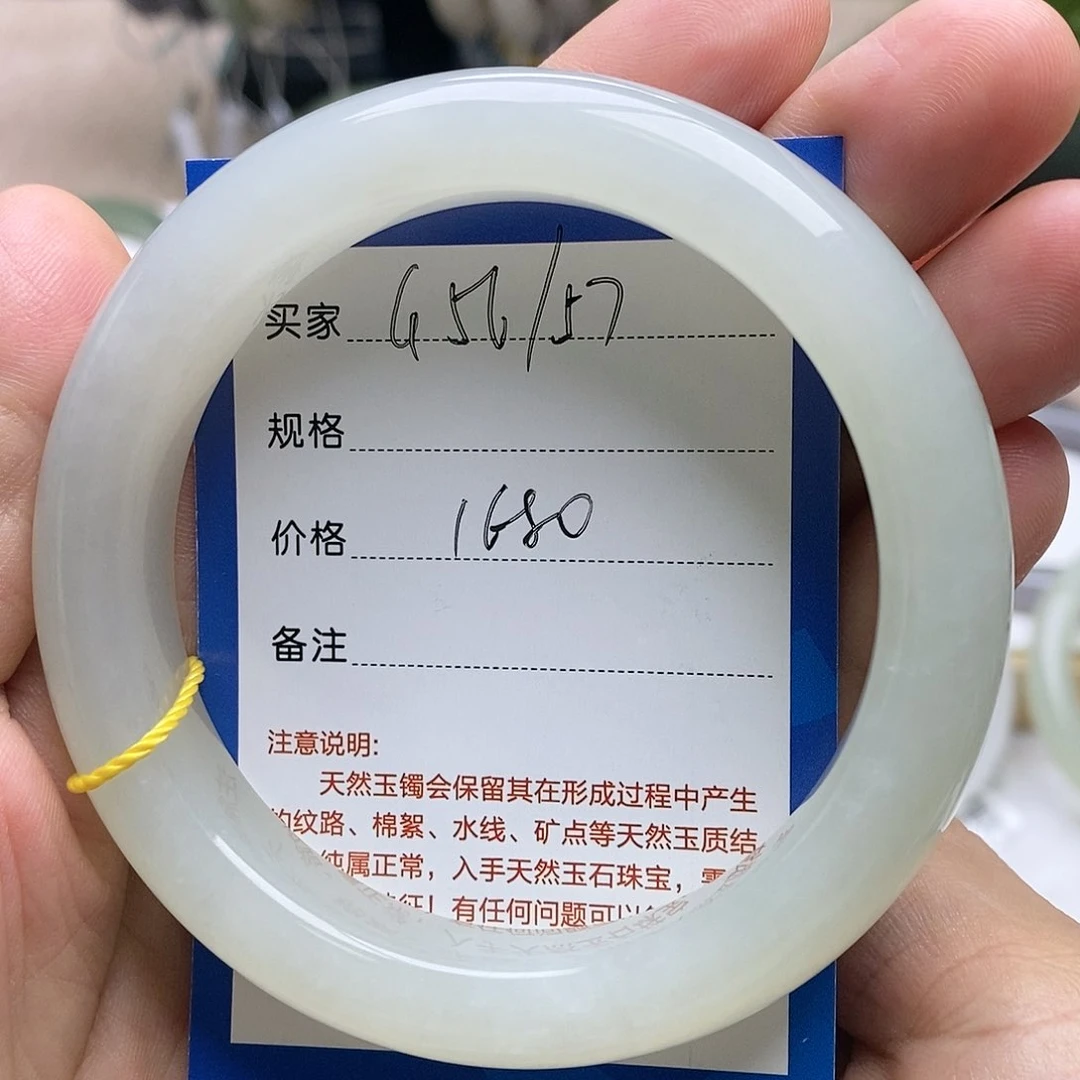 买家 G56/57
规格
价格 1680
备注
注意说明:
天然玉镯会保留其在形成过程中产生
的纹路、棉絮、水线、矿点等天然玉质结
纯属正常，入手天然玉石珠宝，需
征！有任何问题可以